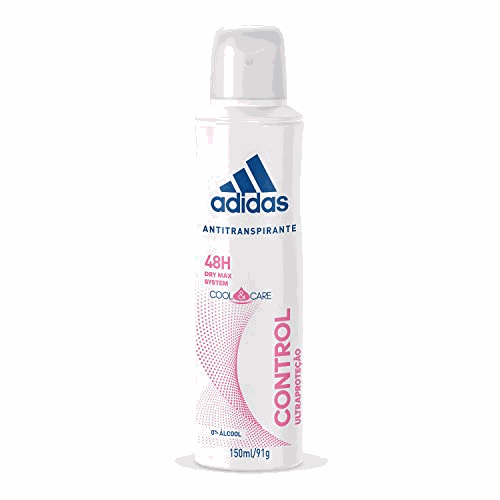 adidas
ANTITRANSPIRANTE
48H
DRY MAX
SYSTEM
COOL & CARE
CONTROL
ULTRAPROTEÇÃO
0% ÁLCOOL
150ml/91g